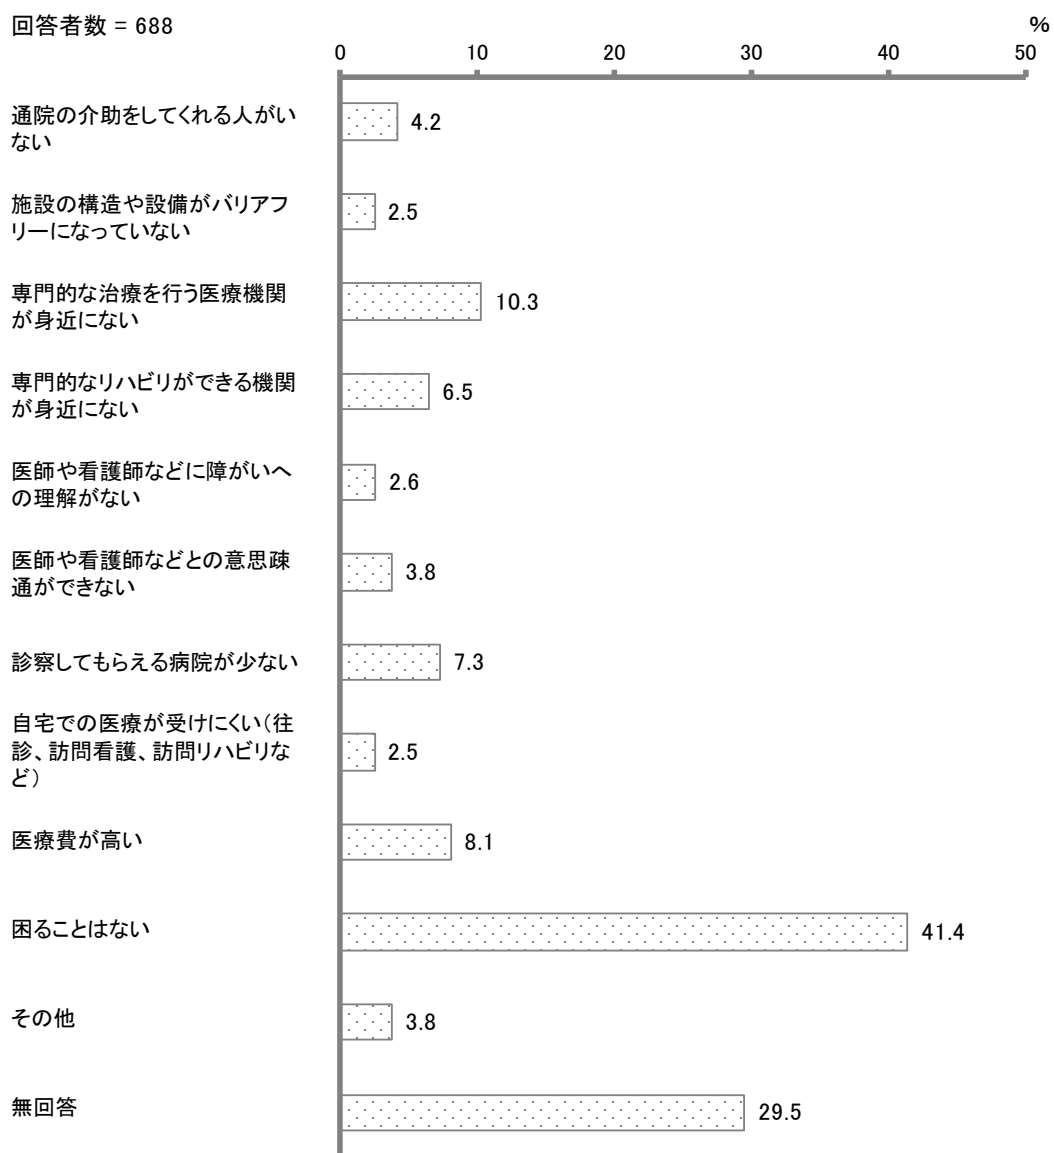 回答者数 = 688
%
0 10 20 30 40 50
通院の介助をしてくれる人がい
ない
4.2
施設の構造や設備がバリアフ
リーになっていない
2.5
専門的な治療を行う医療機関
が身近にない
10.3
専門的なリハビリができる機関
が身近にない
6.5
医師や看護師などに障がいへ
の理解がない
2.6
医師や看護師などとの意思疎
通ができない
3.8
診察してもらえる病院が少ない
7.3
自宅での医療が受けにくい（往
診、訪問看護、訪問リハビリな
ど）
2.5
医療費が高い
8.1
困ることはない
41.4
その他
3.8
無回答
29.5